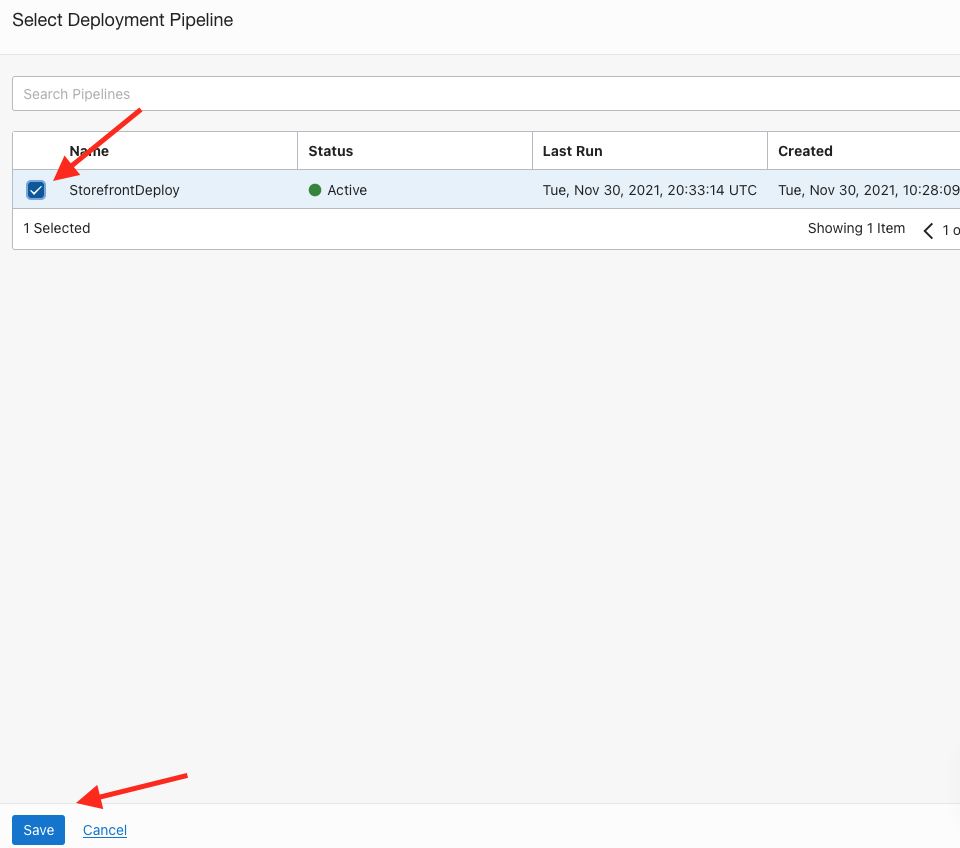 Select Deployment Pipeline
Search Pipelines
Name Status Last Run Created
StorefrontDeploy Active Tue, Nov 30, 2021, 20:33:14 UTC Tue, Nov 30, 2021, 10:28:09
1 Selected Showing 1 Item 1 o
Save Cancel